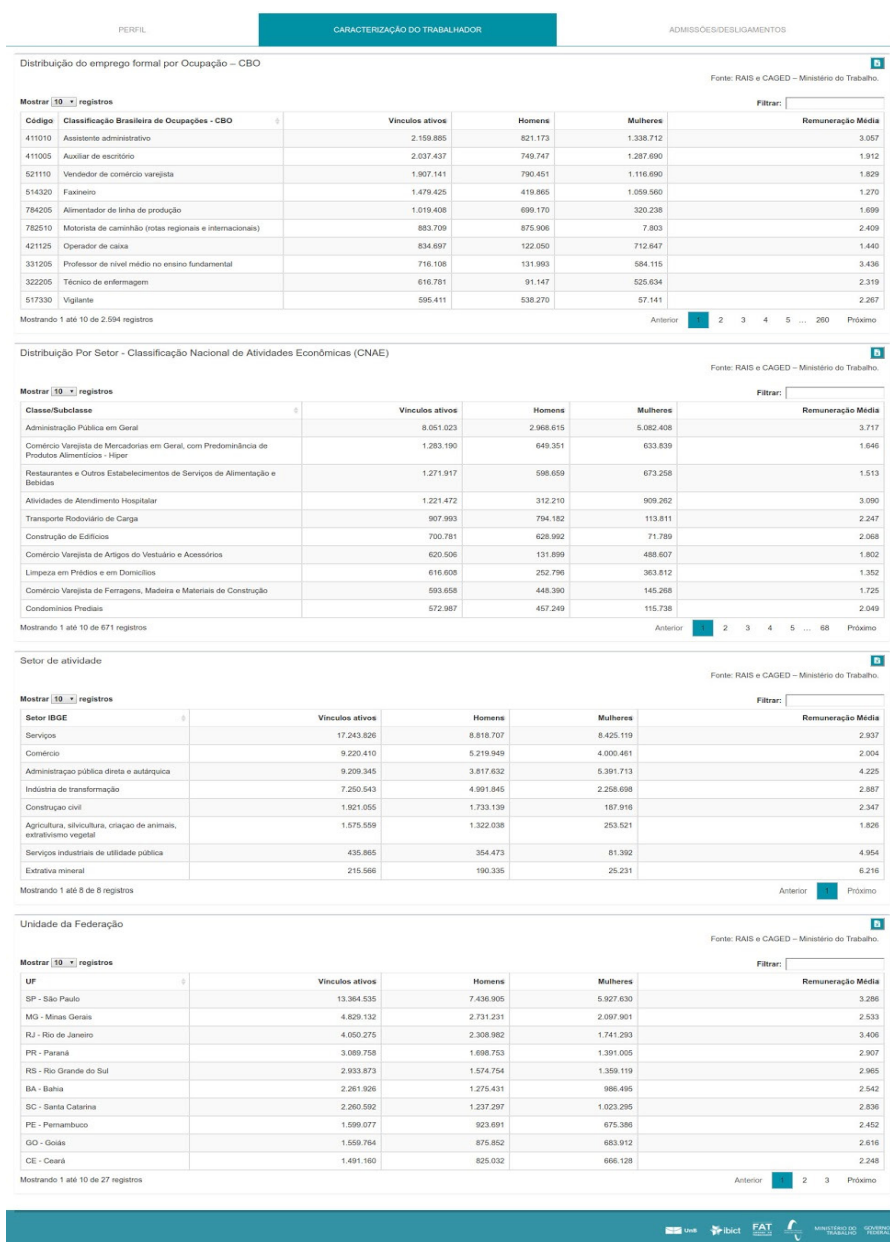 PERFIL CARACTERIZAÇÃO DO TRABALHADOR ADMISSÕES/DESLIGAMENTOS
Distribuição do emprego formal por Ocupação – CBO
Fonte: RAIS e CAGED – Ministério do Trabalho.
Mostrar 10 registros Filtrar:
Código Classificação Brasileira de Ocupações - CBO Vínculos ativos Homens Mulheres Remuneração Média
411010 Assistente administrativo 2.159.885 821.173 1.338.712 3.057
411005 Auxiliar de escritório 2.037.437 749.747 1.287.690 1.912
521110 Vendedor de comércio varejista 1.907.141 790.451 1.116.690 1.829
514320 Faxineiro 1.479.425 419.865 1.059.560 1.270
784205 Alimentador de linha de produção 1.019.408 699.170 320.238 1.699
782510 Motorista de caminhão (rotas regionais e internacionais) 883.709 875.906 7.803 2.409
421125 Operador de caixa 834.697 122.050 712.647 1.440
331205 Professor de nível médio no ensino fundamental 716.108 131.993 584.115 3.436
322205 Técnico de enfermagem 616.781 91.147 525.634 2.319
517330 Vigilante 595.411 538.270 57.141 2.267
Mostrando 1 até 10 de 2.594 registros Anterior 1 2 3 4 5 ... 260 Próximo
Distribuição Por Setor - Classificação Nacional de Atividades Econômicas (CNAE)
Fonte: RAIS e CAGED – Ministério do Trabalho.
Mostrar 10 registros Filtrar:
Classe/Subclasse Vínculos ativos Homens Mulheres Remuneração Média
Administração Pública em Geral 8.051.023 2.968.615 5.082.408 3.717
Comércio Varejista de Mercadorias em Geral, com Predominância de 1.283.190 649.351 633.839 1.646
Produtos Alimentícios - Hiper
Restaurantes e Outros Estabelecimentos de Serviços de Alimentação e 1.271.917 598.659 673.258 1.513
Bebidas
Atividades de Atendimento Hospitalar 1.221.472 312.210 909.262 3.090
Transporte Rodoviário de Carga 907.993 794.182 113.811 2.247
Construção de Edifícios 700.781 628.992 71.789 2.068
Comércio Varejista de Artigos do Vestuário e Acessórios 620.506 131.899 488.607 1.802
Limpeza em Prédios e em Domicílios 616.608 252.796 363.812 1.352
Comércio Varejista de Ferragens, Madeira e Materiais de Construção 593.658 448.390 145.268 1.725
Condomínios Prediais 572.987 457.249 115.738 2.049
Mostrando 1 até 10 de 671 registros Anterior 1 2 3 4 5 ... 68 Próximo
Setor de atividade
Fonte: RAIS e CAGED – Ministério do Trabalho.
Mostrar 10 registros Filtrar:
Setor IBGE Vínculos ativos Homens Mulheres Remuneração Média
Serviços 17.243.826 8.818.707 8.425.119 2.937
Comércio 9.220.410 5.219.949 4.000.461 2.004
Administraçao pública direta e autárquica 9.209.345 3.817.632 5.391.713 4.225
Indústria de transformação 7.250.543 4.991.845 2.258.698 2.887
Construçao civil 1.921.055 1.733.139 187.916 2.347
Agricultura, silvicultura, criaçao de animais, 1.575.559 1.322.038 253.521 1.826
extrativismo vegetal
Serviços industriais de utilidade pública 435.865 354.473 81.392 4.954
Extrativa mineral 215.566 190.335 25.231 6.216
Mostrando 1 até 8 de 8 registros Anterior 1 Próximo
Unidade da Federação
Fonte: RAIS e CAGED – Ministério do Trabalho.
Mostrar 10 registros Filtrar:
UF Vínculos ativos Homens Mulheres Remuneração Média
SP - São Paulo 13.364.535 7.436.905 5.927.630 3.286
MG - Minas Gerais 4.829.132 2.731.231 2.097.901 2.533
RJ - Rio de Janeiro 4.050.275 2.308.982 1.741.293 3.406
PR - Paraná 3.089.758 1.698.753 1.391.005 2.907
RS - Rio Grande do Sul 2.933.873 1.574.754 1.359.119 2.965
BA - Bahia 2.261.926 1.275.431 986.495 2.542
SC - Santa Catarina 2.260.592 1.237.297 1.023.295 2.836
PE - Pernambuco 1.599.077 923.691 675.386 2.452
GO - Goiás 1.559.764 875.852 683.912 2.616
CE - Ceará 1.491.160 825.032 666.128 2.248
Mostrando 1 até 10 de 27 registros Anterior 1 2 3 Próximo
UnB ibict FAT MINISTÉRIO DO TRABALHO GOVERNO FEDERAL